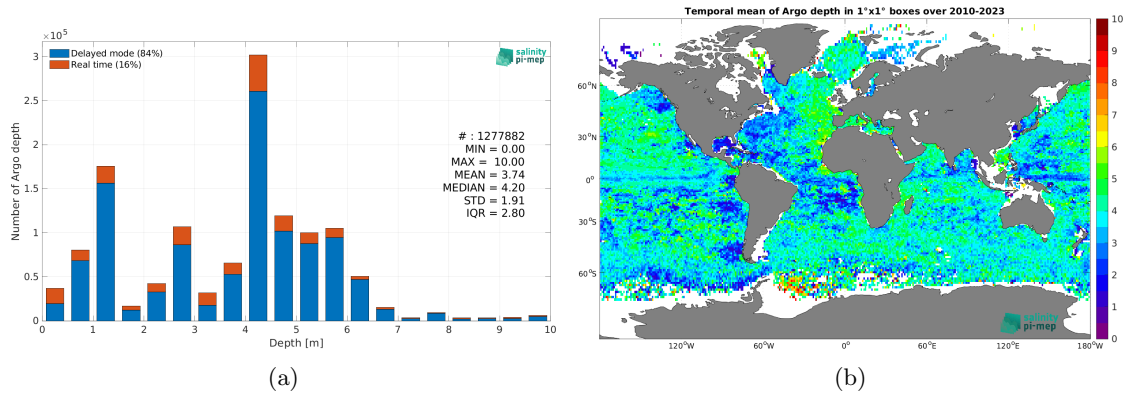 ×10⁵
Delayed mode (84%)
Real time (16%)
salinity
pi-mep
# : 1277882
MIN = 0.00
MAX = 10.00
MEAN = 3.74
MEDIAN = 4.20
STD = 1.91
IQR = 2.80
Number of Argo depth
3
2.5
2
1.5
1
0.5
0
0 1 2 3 4 5 6 7 8 9 10
Depth [m]
(a)
Temporal mean of Argo depth in 1°x1° boxes over 2010-2023
60°N
30°N
0°
15°S
30°S
60°S
120°W 60°W 0°E 60°E 120°E 180°W
salinity
pi-mep
10
9
8
7
6
5
4
3
2
1
0
(b)